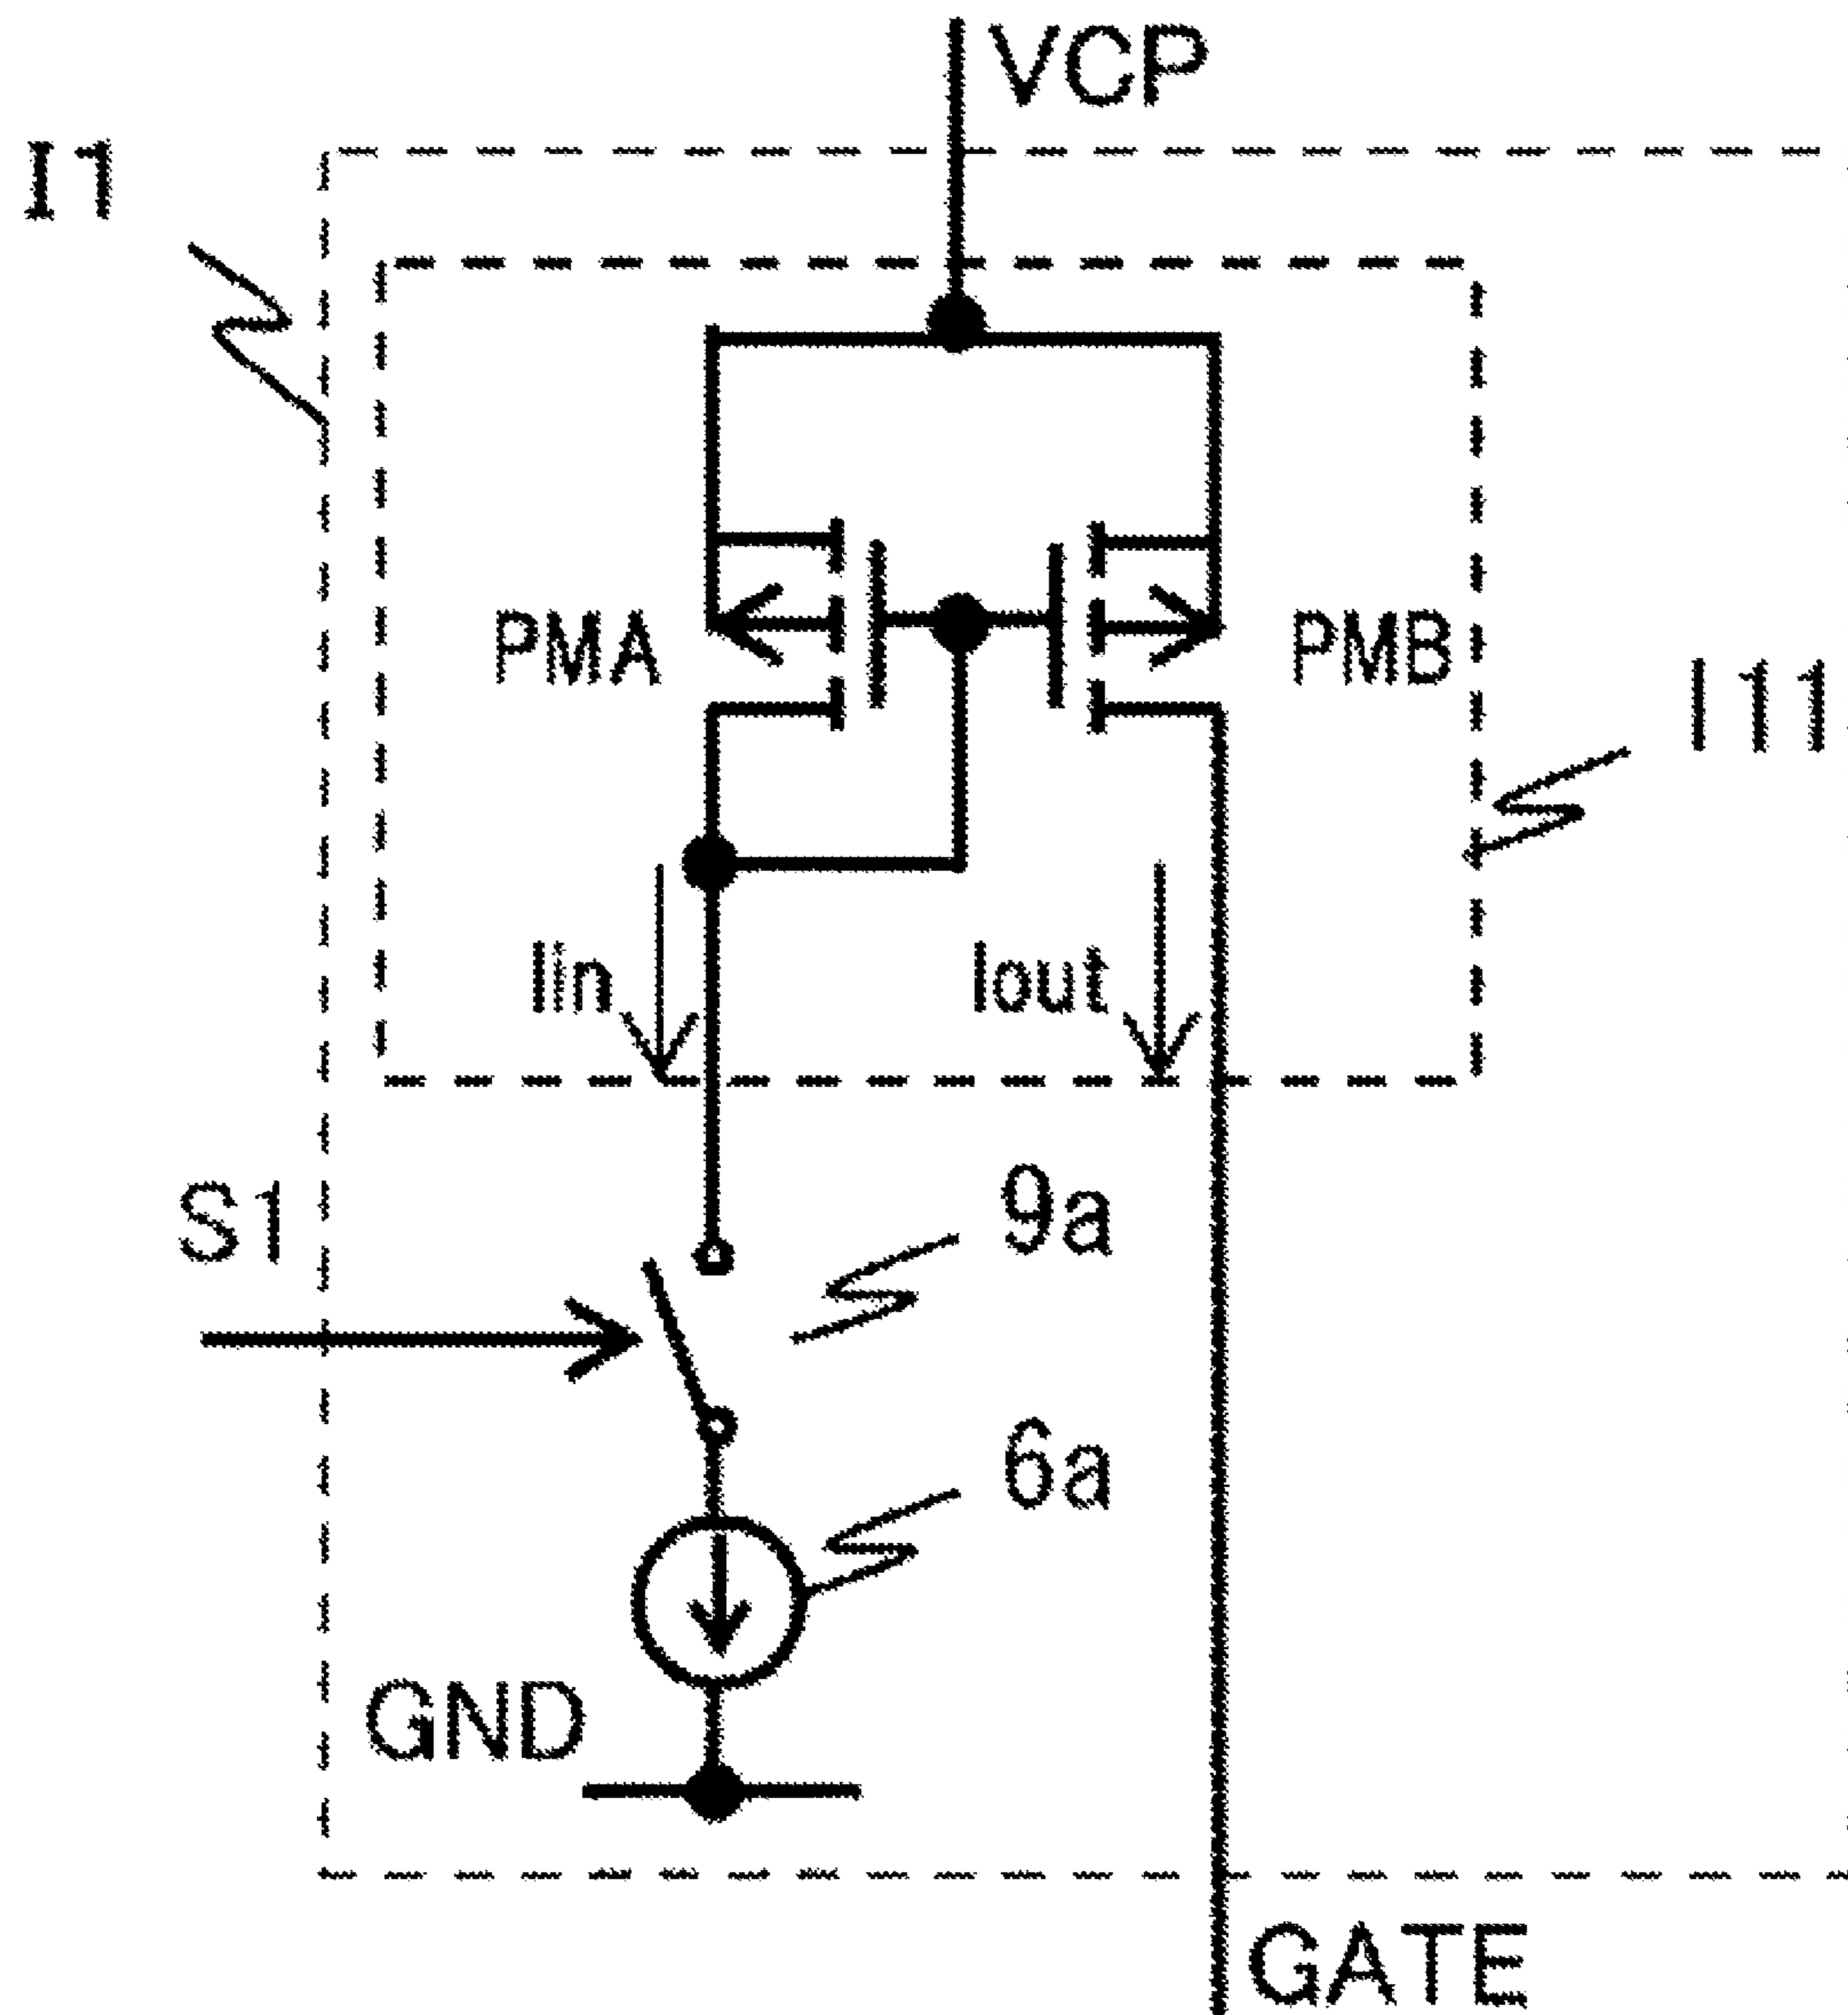 VCP
I1
PMA
PMB
I11
Iin
Iout
S1
9a
6a
GND
GATE